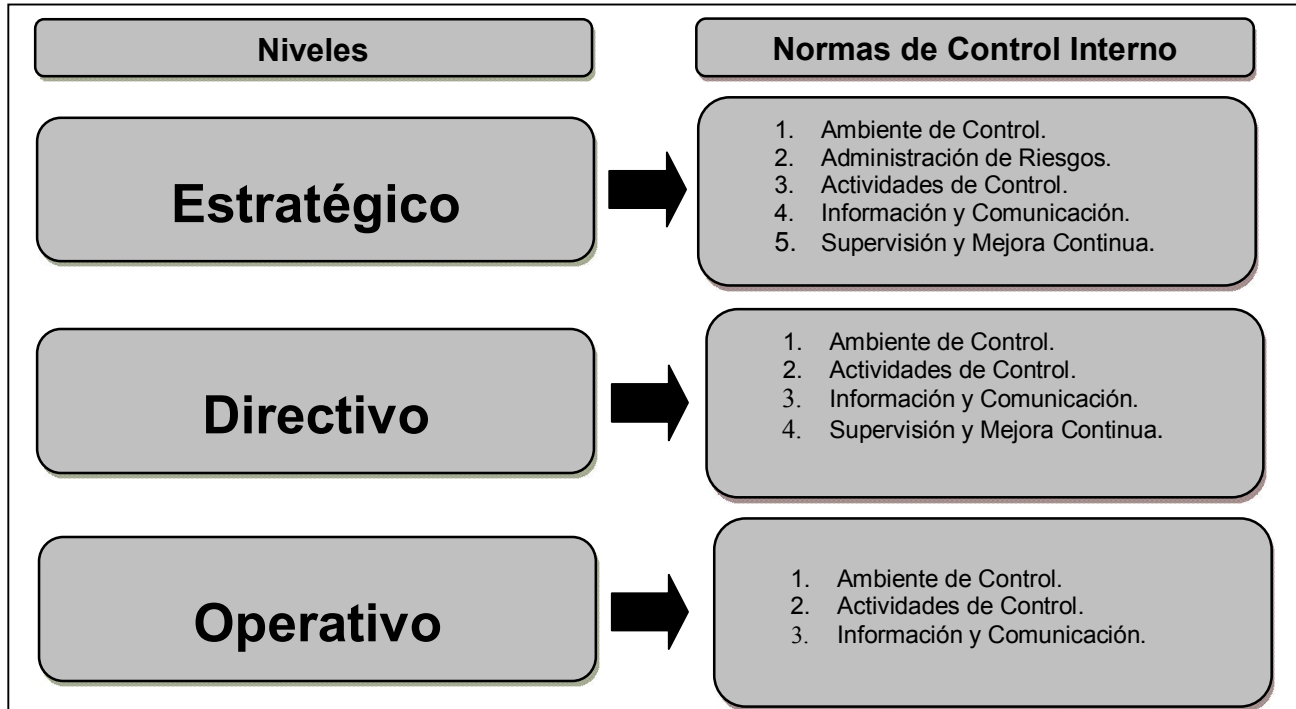 Niveles
Normas de Control Interno
Estratégico
1. Ambiente de Control.
2. Administración de Riesgos.
3. Actividades de Control.
4. Información y Comunicación.
5. Supervisión y Mejora Continua.
Directivo
1. Ambiente de Control.
2. Actividades de Control.
3. Información y Comunicación.
4. Supervisión y Mejora Continua.
Operativo
1. Ambiente de Control.
2. Actividades de Control.
3. Información y Comunicación.